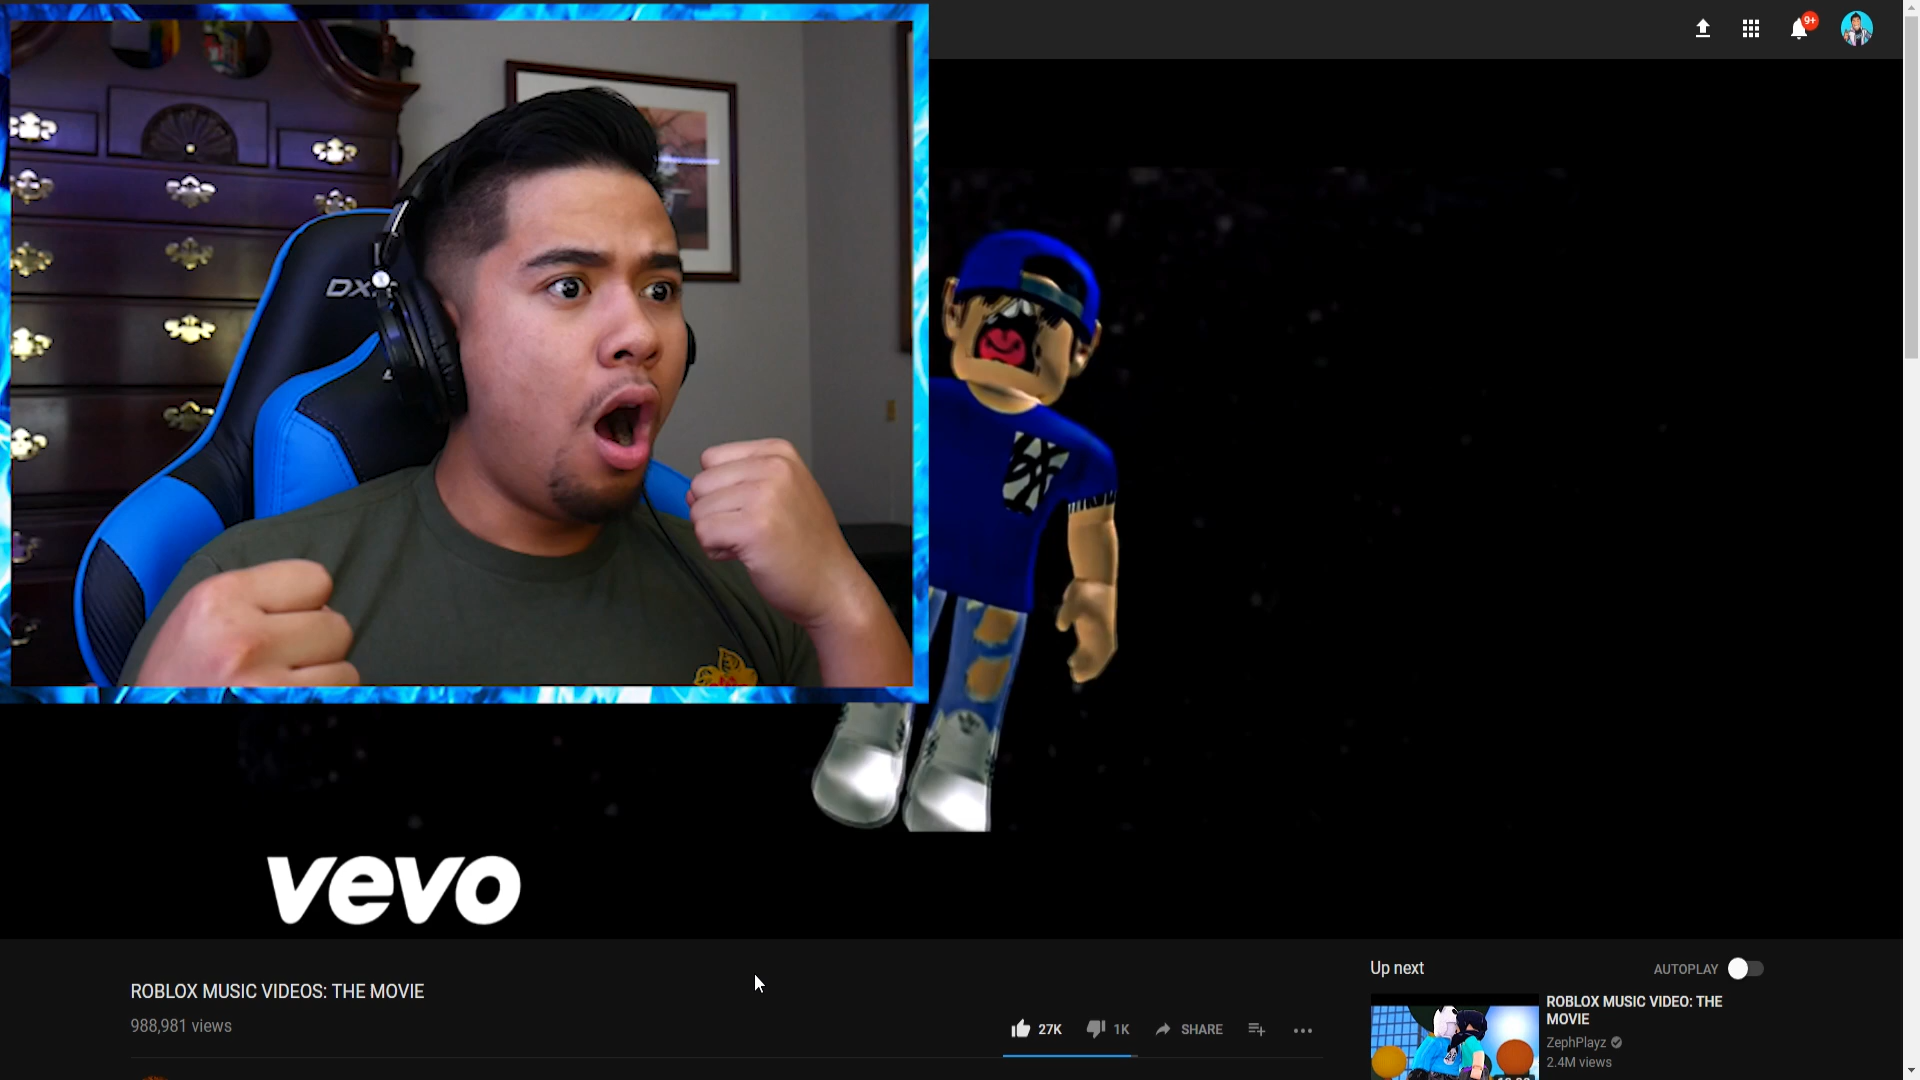 9+
DX
vevo
ROBLOX MUSIC VIDEOS: THE MOVIE
988,981 views
27K
1K
SHARE
Up next
AUTOPLAY
ROBLOX MUSIC VIDEO: THE
MOVIE
ZephPlayz
2.4M views